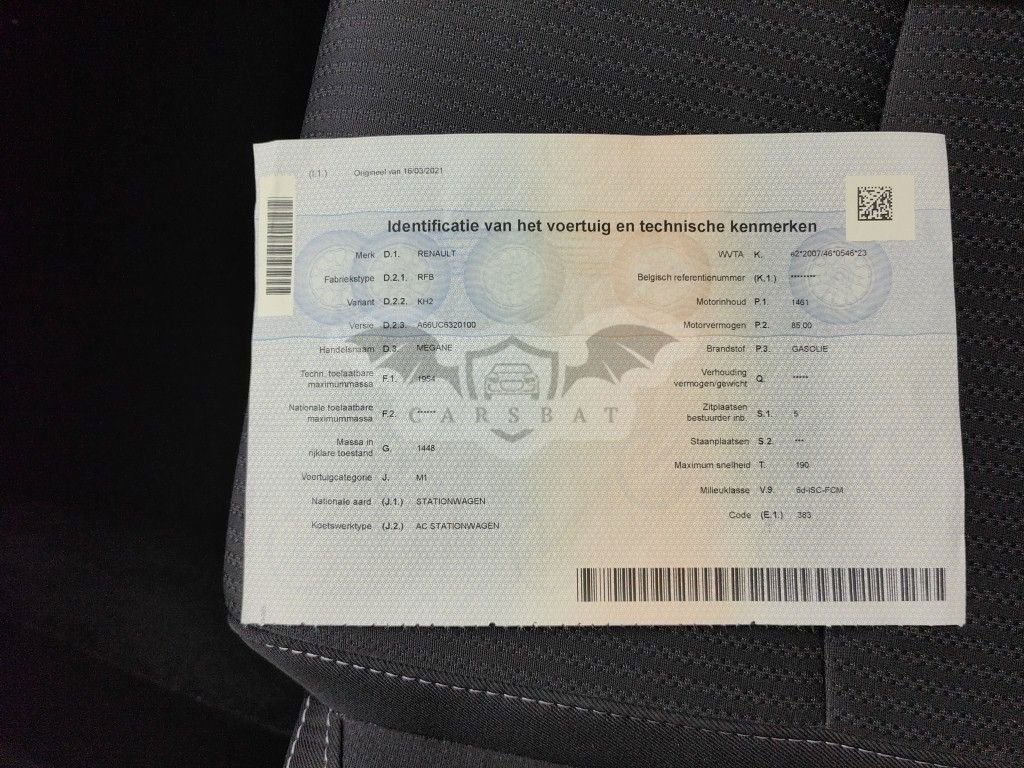 (I.1.) Origineel van 16/03/2021
Identificatie van het voertuig en technische kenmerken
Merk D.1. RENAULT
Fabriekstype D.2.1. RFB
Variant D.2.2. KH2
Versie D.2.3. A66UC6320100
Handelsnaam D.3. MEGANE
Techn. toelaatbare
maximummassa F.1. 1954
Nationale toelaatbare
maximummassa F.2. ******
Massa in
rijklare toestand G. 1448
Voertuigcategorie J. M1
Nationale aard (J.1.) STATIONWAGEN
Koetswerktype (J.2.) AC STATIONWAGEN
WVTA K. e2*2007/46*0546*23
Belgisch referentienummer (K.1.) ********
Motorinhoud P.1. 1461
Motorvermogen P.2. 85.00
Brandstof P.3. GASOLIE
Verhouding
vermogen/gewicht Q. *****
Zitplaatsen
bestuurder inb. S.1. 5
Staanplaatsen S.2. ***
Maximum snelheid T. 190
Milieuklasse V.9. 6d-ISC-FCM
Code (E.1.) 383
CARSBAT